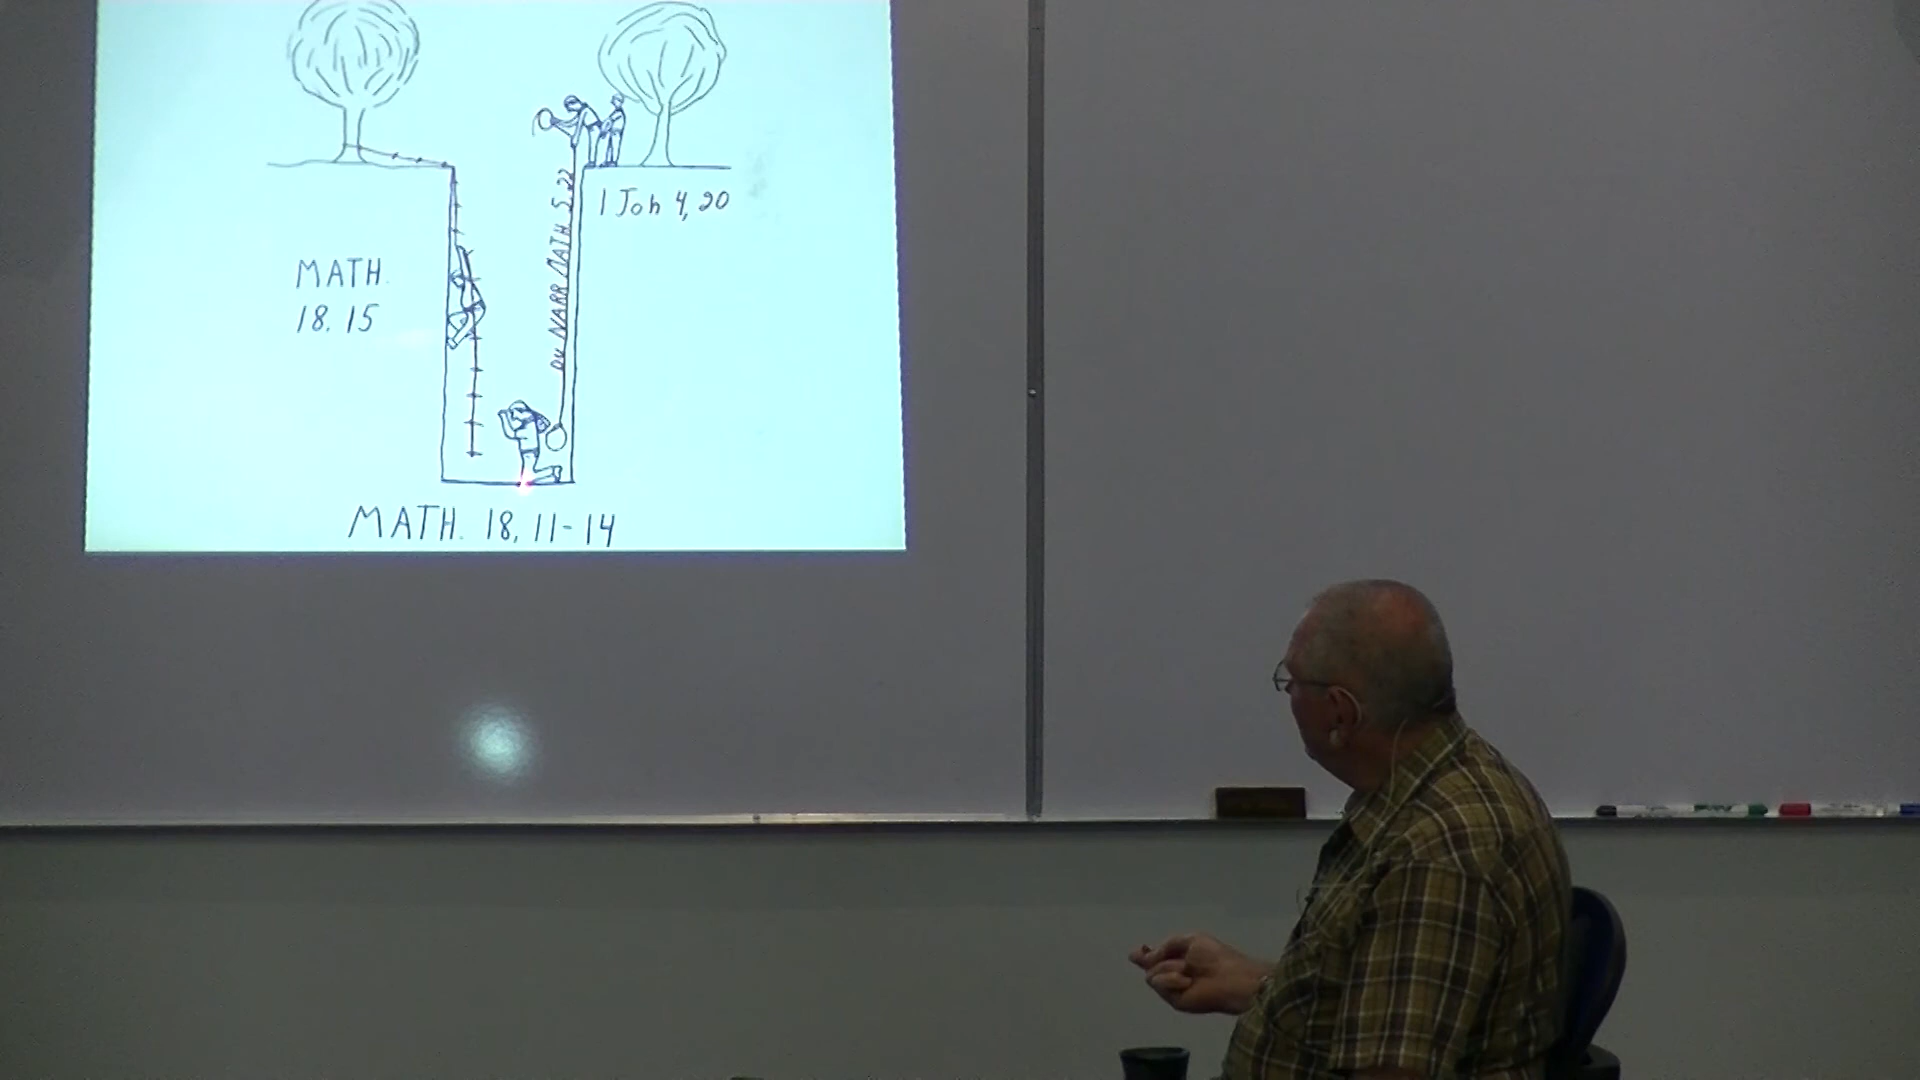 1 Joh 4, 20
MATH.
18. 15
DU NARR MATH 5.22
MATH. 18, 11-14